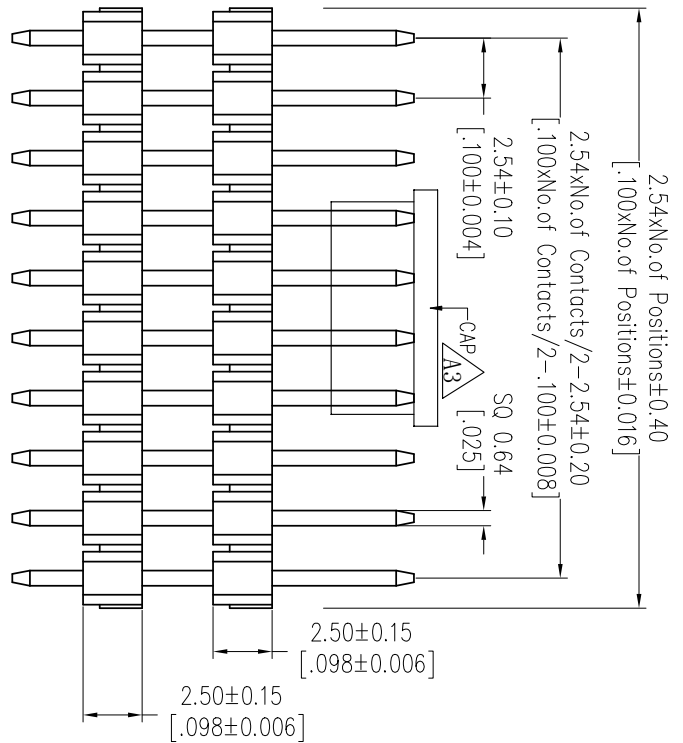 2.54xNo.of Positions±0.40
[.100xNo.of Positions±0.016]
2.54xNo.of Contacts/2-2.54±0.20
[.100xNo.of Contacts/2-.100±0.008]
2.54±0.10
[.100±0.004]
CAP
A3
SQ 0.64
[.025]
2.50±0.15
[.098±0.006]
2.50±0.15
[.098±0.006]